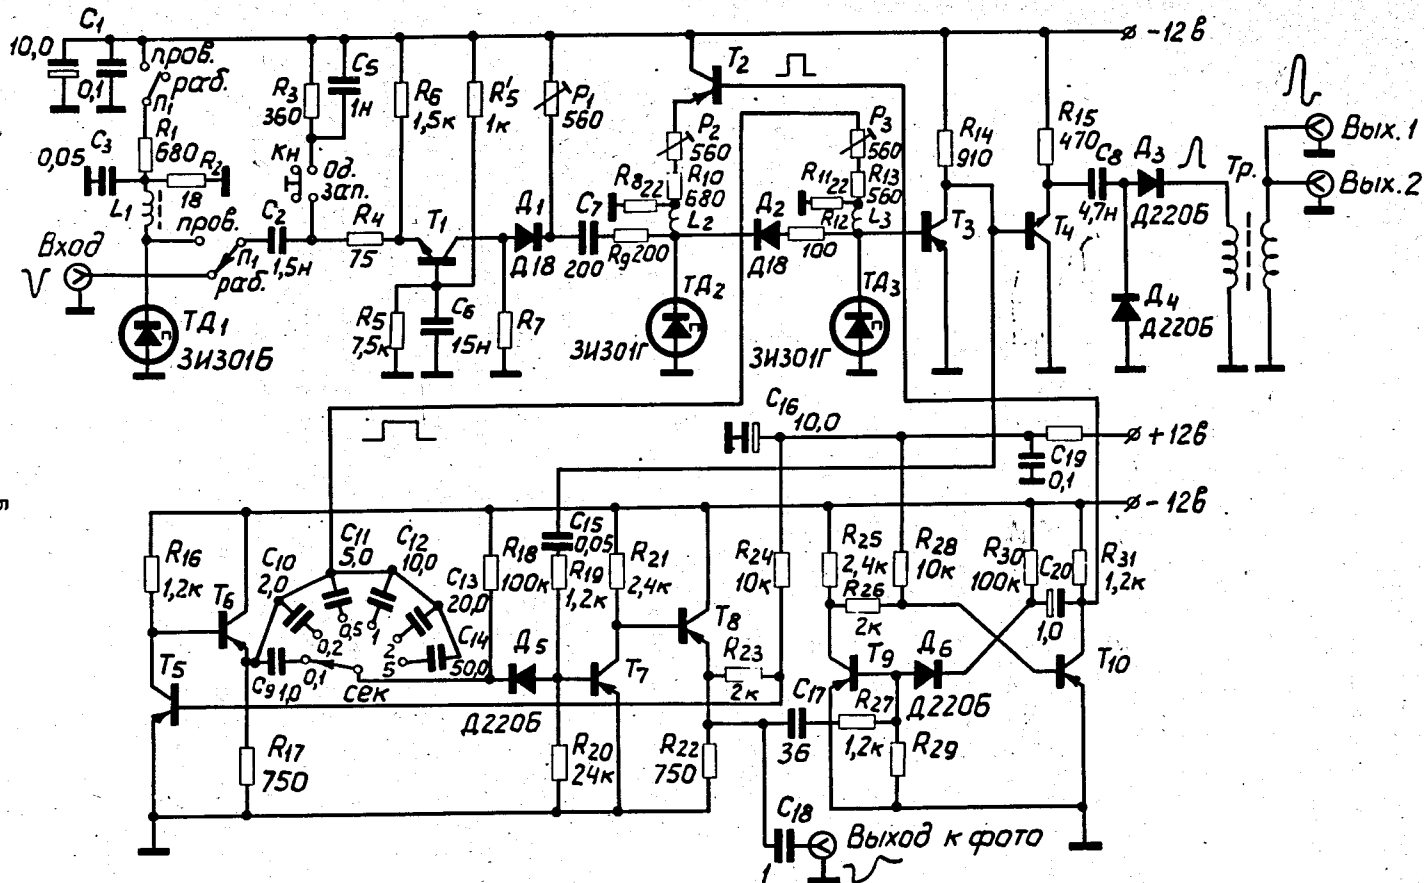 C1
10,0
0,1
пров.
раб.
П1
R1
680
C3
0,05
R2
18
L1
пров.
Вход
П1
раб.
C2
1,5н
ТД1
ЗИ301Б
R3
360
C5
1н
Кн
од.
зап.
R4
75
R6
1,5к
R'5
1к
T1
R5
7,5к
C6
15н
R7
P1
560
Д1
Д18
C7
200
R9 200
R8 22
P2
560
R10
680
L2
T2
ТД2
ЗИ301Г
Д2
Д18
R11 22
R12
100
P3
560
R13
560
L3
ТД3
ЗИ301Г
R14
910
T3
R15
470
T4
C8
4,7н
Д3
Д220Б
Д4
Д220Б
Тр.
Вых.1
Вых.2
-12в
C16
10,0
+12в
C19
0,1
-12в
R16
1,2к
T6
T5
R17
750
C9
1,0
C10
2,0
C11
5,0
C12
10,0
C13
20,0
C14
50,0
0,1
0,2
0,5
1
2
5
сек
R18
100к
Д5
Д220Б
C15
0,05
R19
1,2к
R20
24к
R21
2,4к
T7
T8
R22
750
R23
2к
R24
10к
C17
36
C18
1
Выход к фото
R25
2,4к
R26
2к
R27
1,2к
R28
10к
T9
Д6
Д220Б
R29
R30
100к
C20
1,0
R31
1,2к
T10